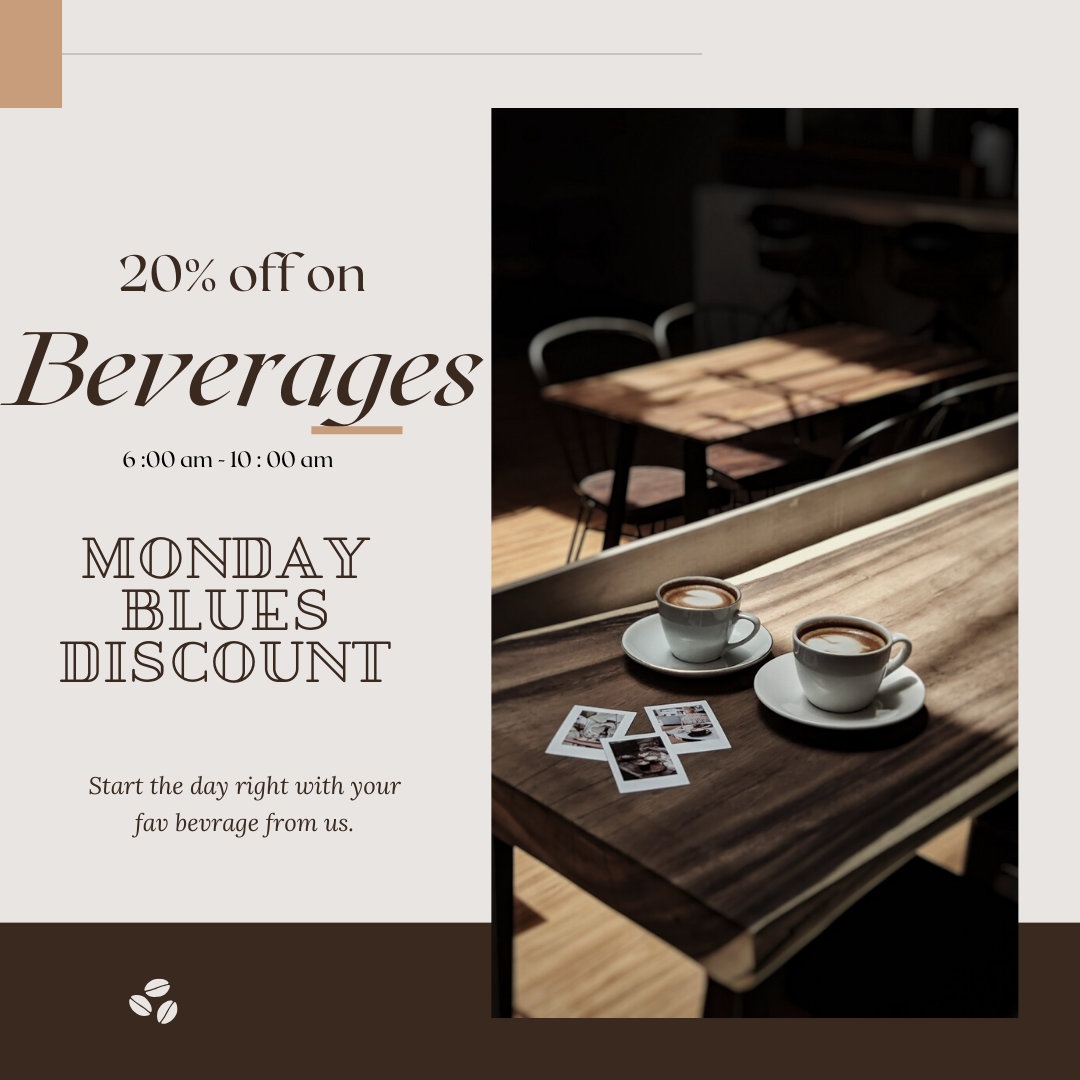 20% off on
Beverages
6 :00 am - 10 : 00 am
MONDAY
BLUES
DISCOUNT
Start the day right with your
fav bevrage from us.